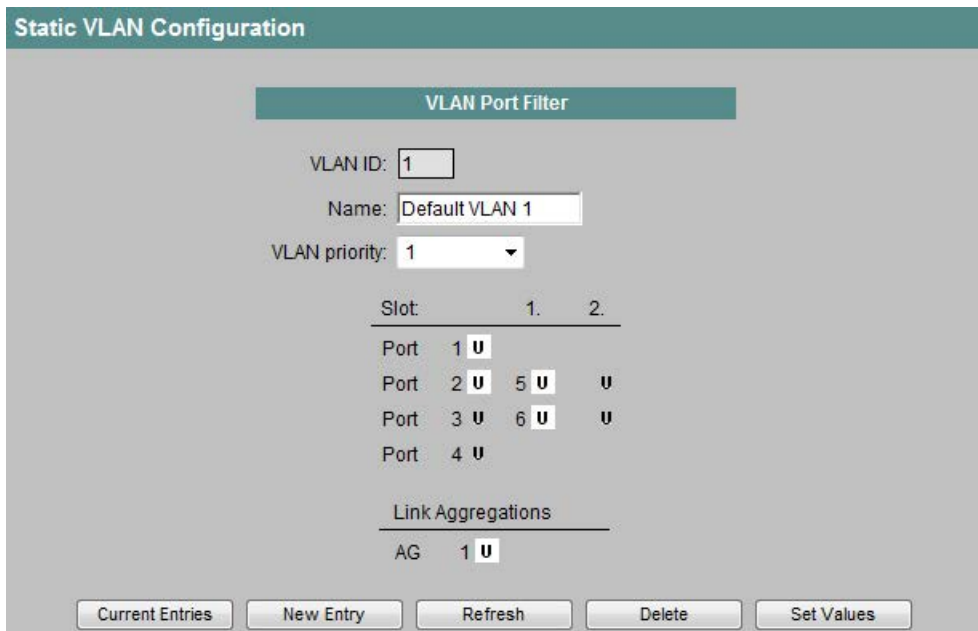 Static VLAN Configuration
VLAN Port Filter
VLAN ID: 1
Name: Default VLAN 1
VLAN priority: 1
Slot: 1. 2.
Port 1 U
Port 2 U 5 U U
Port 3 U 6 U U
Port 4 U
Link Aggregations
AG 1 U
Current Entries New Entry Refresh Delete Set Values